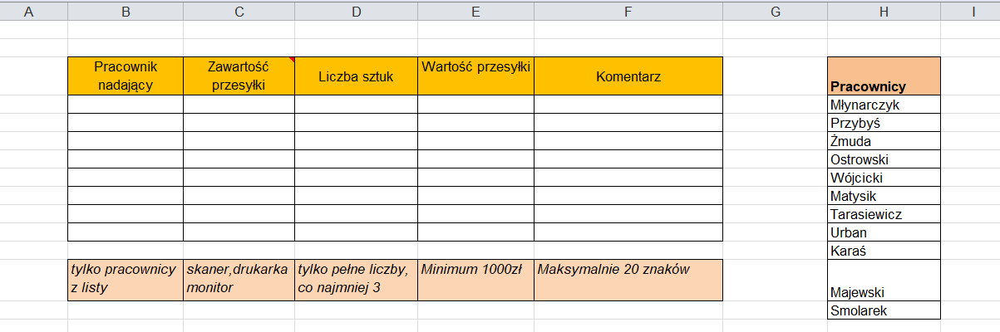 A B C D E F G H I
Pracownik
nadający
Zawartość
przesyłki
Liczba sztuk
Wartość przesyłki
Komentarz
Pracownicy
Młynarczyk
Przybyś
Żmuda
Ostrowski
Wójcicki
Matysik
Tarasiewicz
Urban
Karaś
Majewski
Smolarek
tylko pracownicy
z listy
skaner,drukarka
monitor
tylko pełne liczby,
co najmniej 3
Minimum 1000zł
Maksymalnie 20 znaków